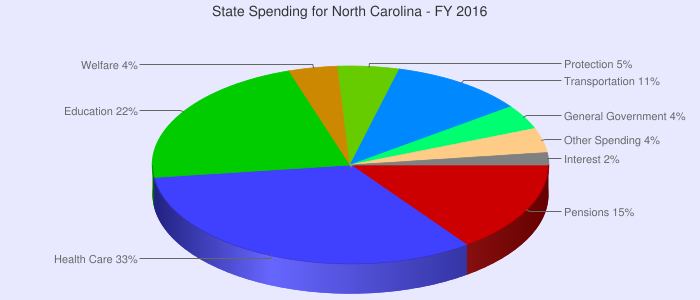 State Spending for North Carolina - FY 2016
Welfare 4%
Protection 5%
Transportation 11%
Education 22%
General Government 4%
Other Spending 4%
Interest 2%
Pensions 15%
Health Care 33%